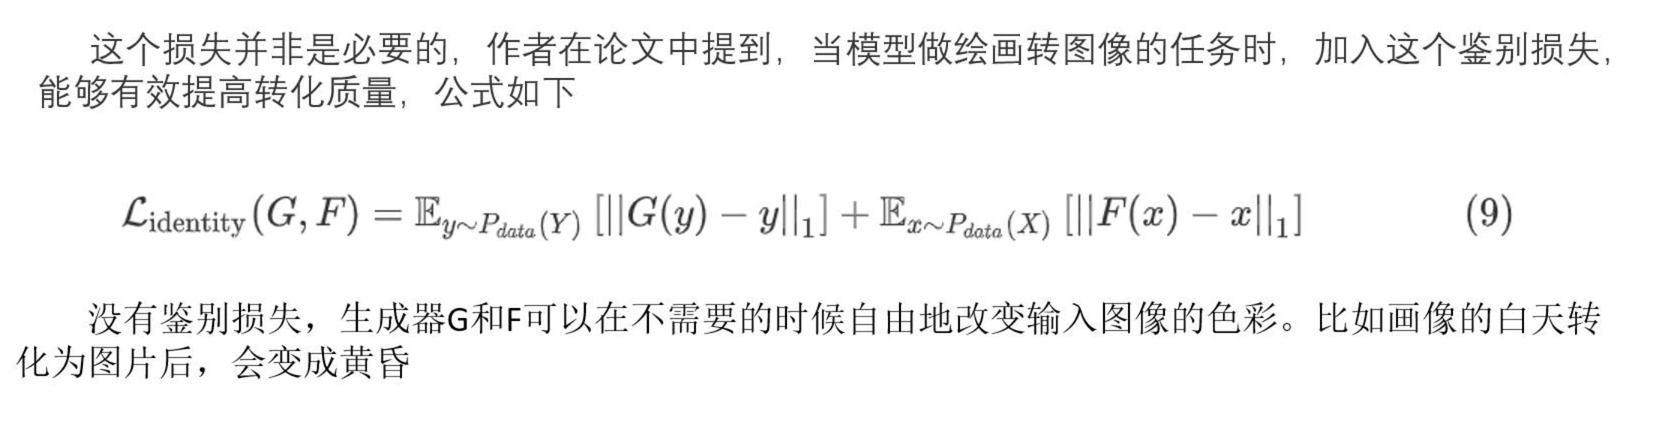 这个损失并非是必要的，作者在论文中提到，当模型做绘画转图像的任务时，加入这个鉴别损失，
能够有效提高转化质量，公式如下
$\mathcal{L}_{\text{identity}}(G, F) = \mathbb{E}_{y \sim P_{data}(Y)} [||G(y) - y||_1] + \mathbb{E}_{x \sim P_{data}(X)} [||F(x) - x||_1]$ (9)
没有鉴别损失，生成器G和F可以在不需要的时候自由地改变输入图像的色彩。比如画像的白天转
化为图片后，会变成黄昏